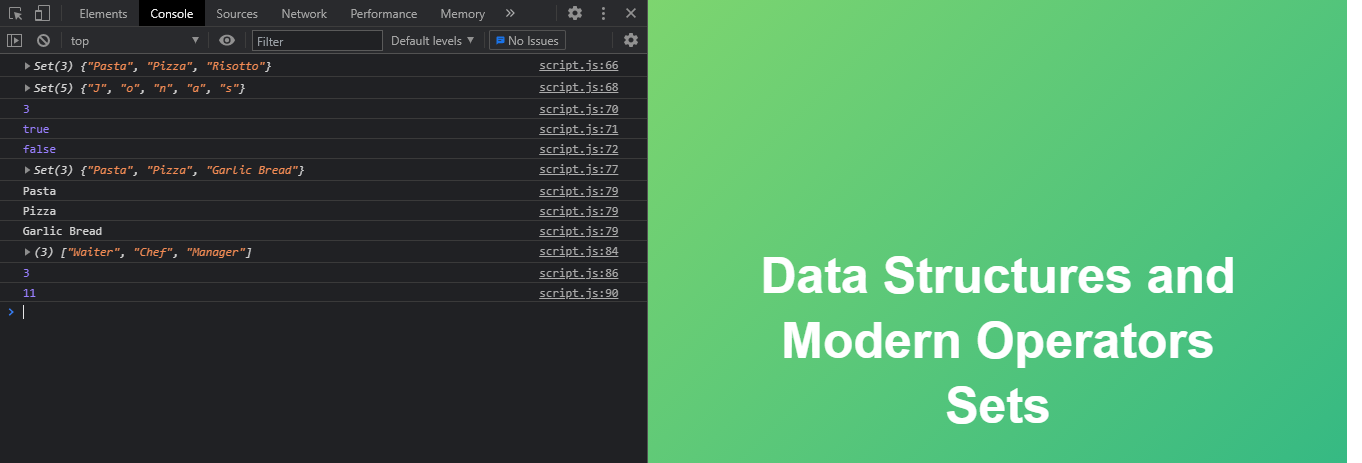 Elements Console Sources Network Performance Memory »
top Filter Default levels No Issues
Set(3) {"Pasta", "Pizza", "Risotto"} script.js:66
Set(5) {"J", "o", "n", "a", "s"} script.js:68
3 script.js:70
true script.js:71
false script.js:72
Set(3) {"Pasta", "Pizza", "Garlic Bread"} script.js:77
Pasta script.js:79
Pizza script.js:79
Garlic Bread script.js:79
(3) ["Waiter", "Chef", "Manager"] script.js:84
3 script.js:86
11 script.js:90
Data Structures and
Modern Operators
Sets